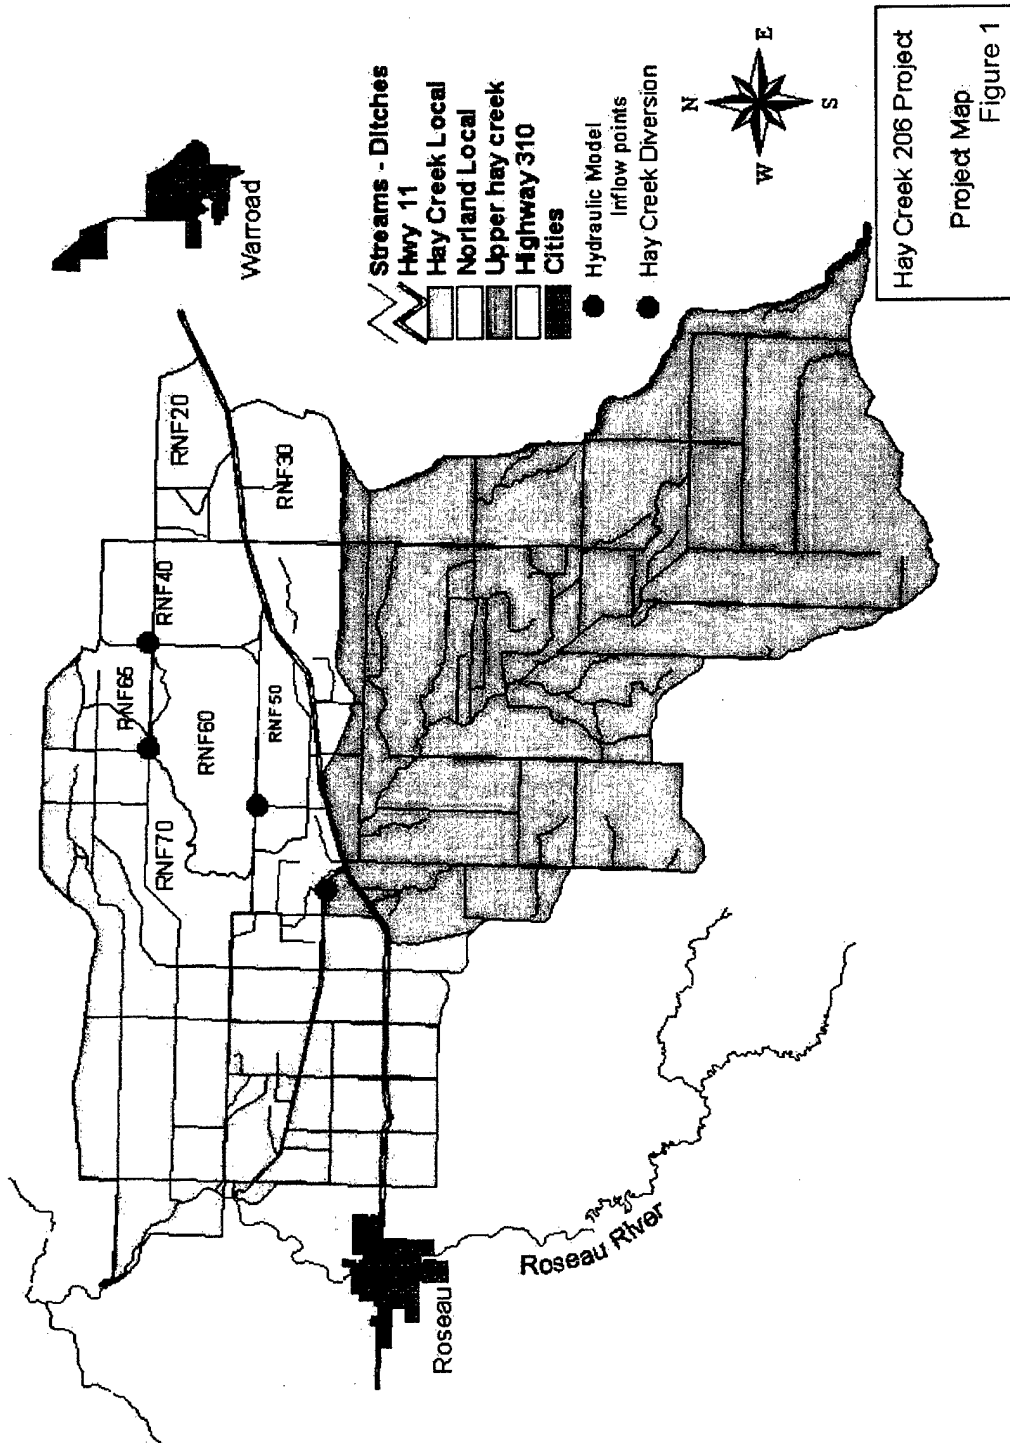 Warroad
RNF20
RNF30
RNF40
RNF65
RNF60
RNF50
RNF70
Roseau
Roseau River
Streams - Ditches
Hwy 11
Hay Creek Local
Norland Local
Upper hay creek
Highway 310
Cities
Hydraulic Model
Inflow points
Hay Creek Diversion
N
E
S
W
Hay Creek 206 Project
Project Map
Figure 1